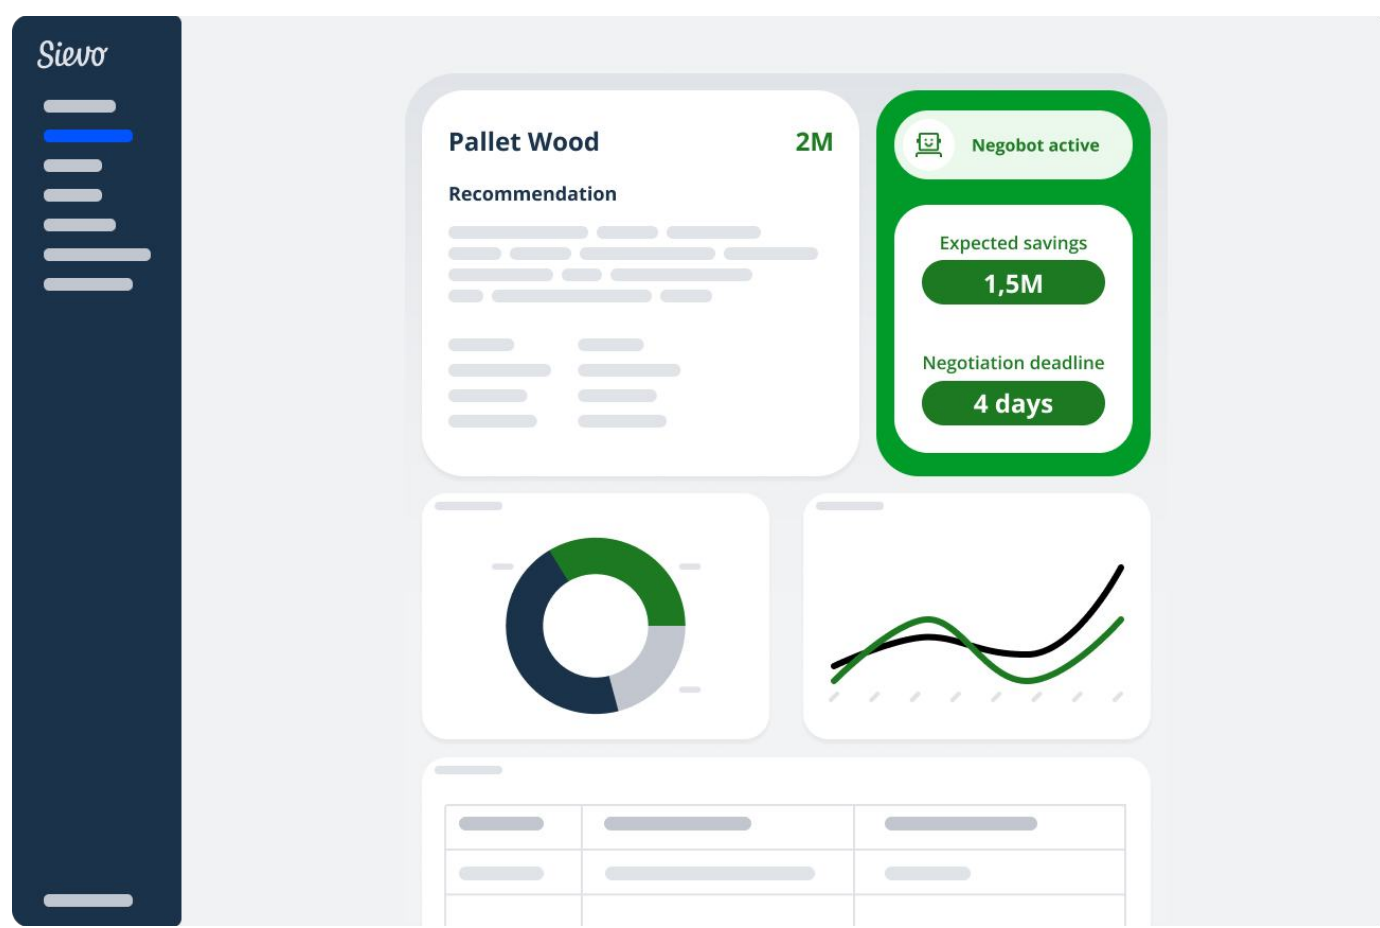 Sievo
Pallet Wood
2M
Recommendation
Negobot active
Expected savings
1,5M
Negotiation deadline
4 days